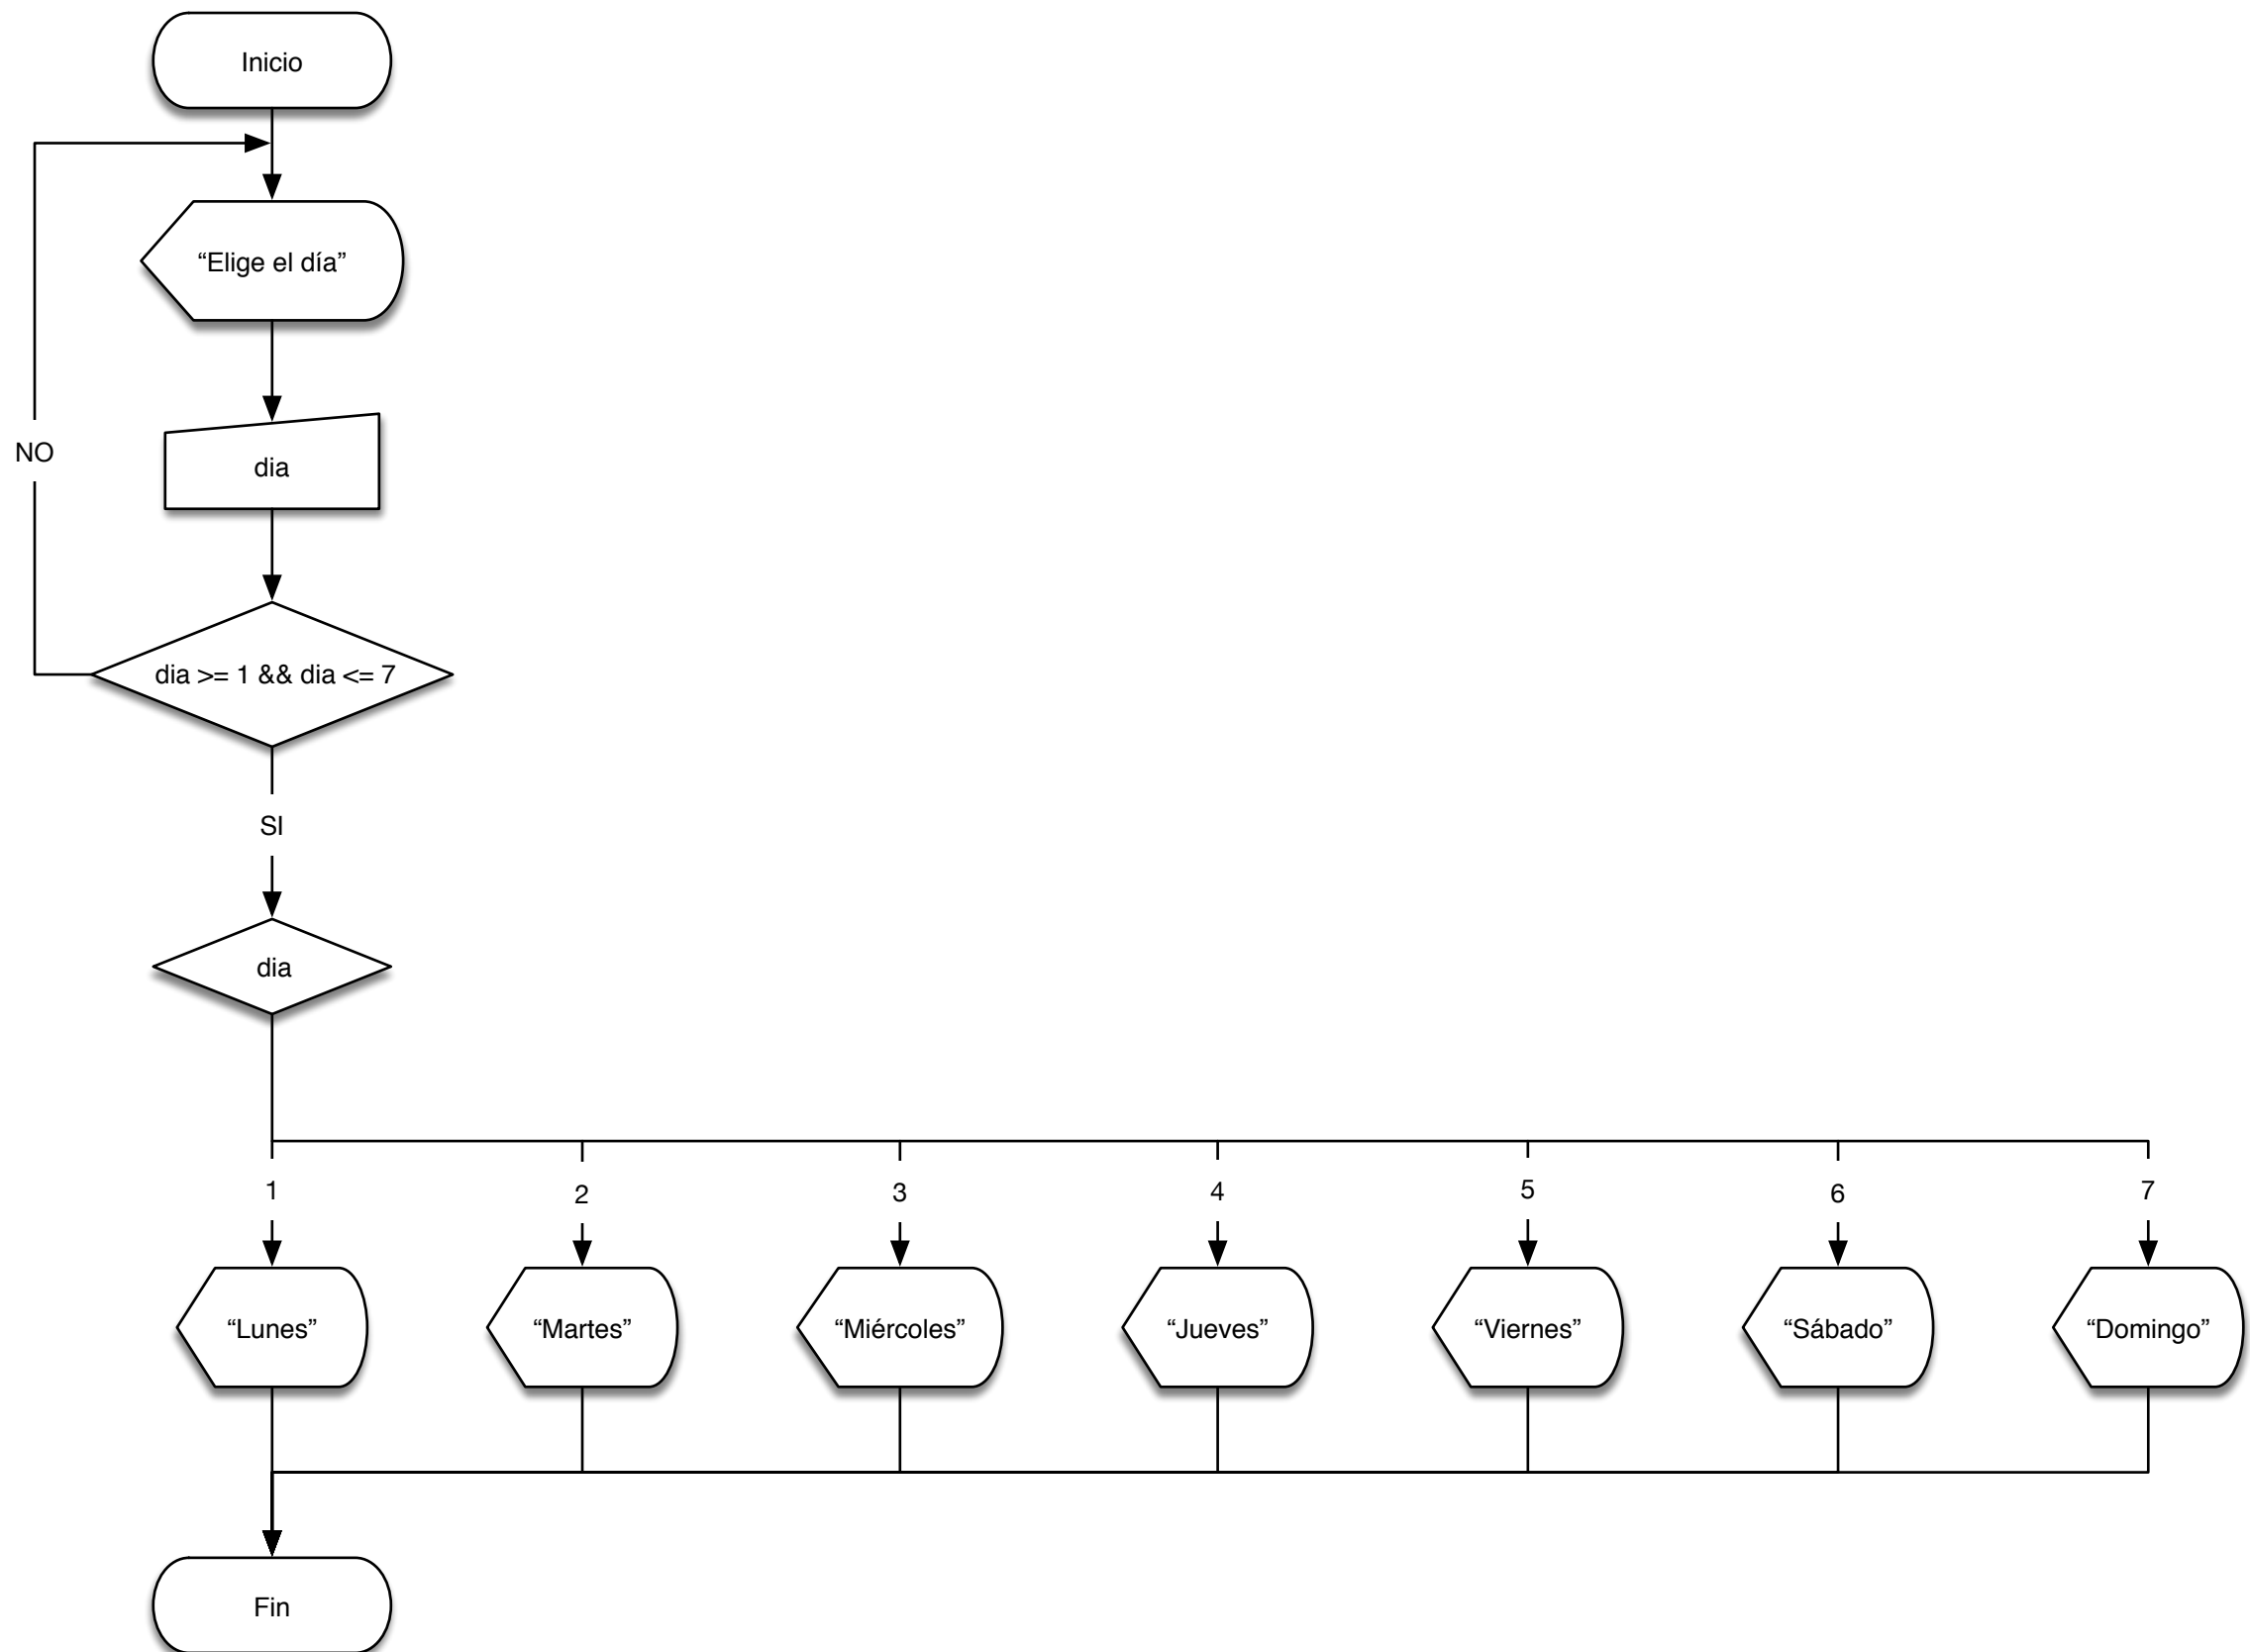 Inicio
“Elige el día”
NO
dia
dia >= 1 && dia <= 7
SI
dia
1
2
3
4
5
6
7
“Lunes”
“Martes”
“Miércoles”
“Jueves”
“Viernes”
“Sábado”
“Domingo”
Fin